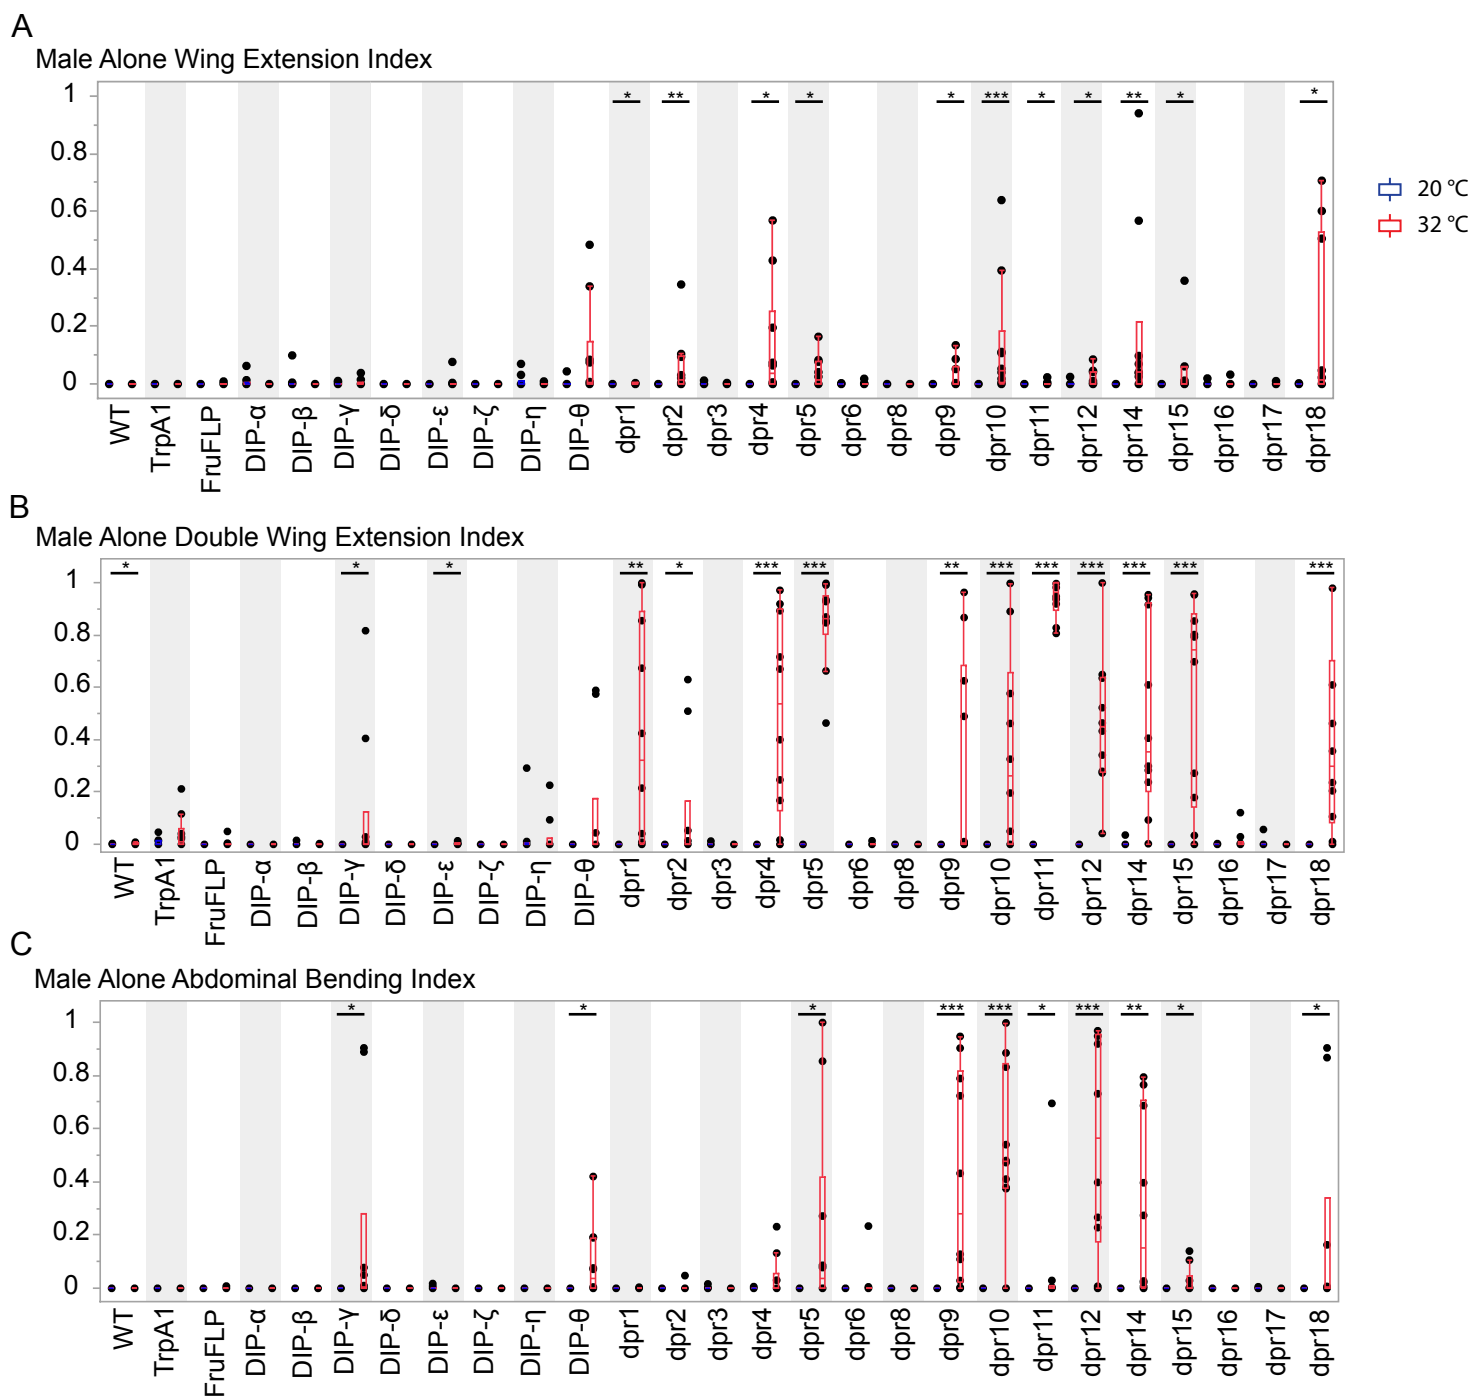 A
Male Alone Wing Extension Index
* ** * * * *** * * ** * *
1
0.8
0.6
0.4
0.2
0
20 °C
32 °C
WT TrpA1 FruFLP DIP-α DIP-β DIP-γ DIP-δ DIP-ε DIP-ζ DIP-η DIP-θ dpr1 dpr2 dpr3 dpr4 dpr5 dpr6 dpr8 dpr9 dpr10 dpr11 dpr12 dpr14 dpr15 dpr16 dpr17 dpr18
B
Male Alone Double Wing Extension Index
* * * ** * *** *** ** *** *** *** *** *** ***
1
0.8
0.6
0.4
0.2
0
WT TrpA1 FruFLP DIP-α DIP-β DIP-γ DIP-δ DIP-ε DIP-ζ DIP-η DIP-θ dpr1 dpr2 dpr3 dpr4 dpr5 dpr6 dpr8 dpr9 dpr10 dpr11 dpr12 dpr14 dpr15 dpr16 dpr17 dpr18
C
Male Alone Abdominal Bending Index
* * * *** *** * *** ** * *
1
0.8
0.6
0.4
0.2
0
WT TrpA1 FruFLP DIP-α DIP-β DIP-γ DIP-δ DIP-ε DIP-ζ DIP-η DIP-θ dpr1 dpr2 dpr3 dpr4 dpr5 dpr6 dpr8 dpr9 dpr10 dpr11 dpr12 dpr14 dpr15 dpr16 dpr17 dpr18